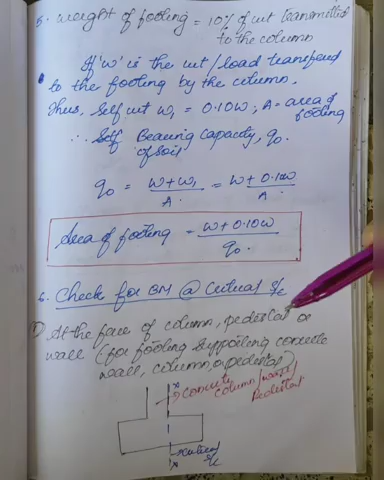 5. weight of footing = 10% of wt transmitted
to the column
If 'w' is the wt/load transferd
to the footing by the column.
Thus, self wt w₁ = 0.10w; A = area of
footing
∴ Self Bearing capacity, q₀.
of soil
q₀ = w+w₁ / A = w+0.10w / A.
Area of footing = w+0.10w / q₀.
6. Check for BM @ critical s/c
① At the face of column, pedestal or
wall (for footing supporting concrete
wall, column, or pedestal)
x
→ concrete
column/wall/
pedestal
→ critical
s/c
x